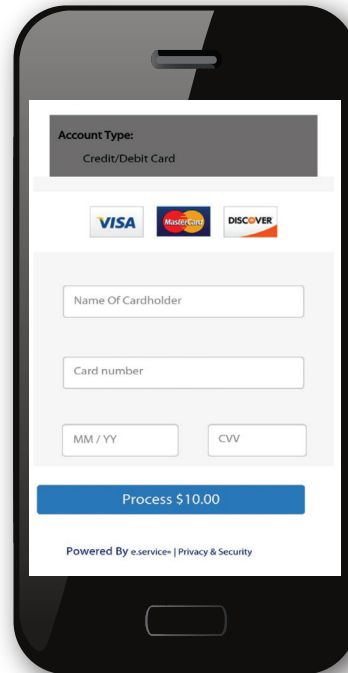 Account Type:
Credit/Debit Card
VISA MasterCard DISCOVER
Name Of Cardholder
Card number
MM / YY CVV
Process $10.00
Powered By e.service® | Privacy & Security